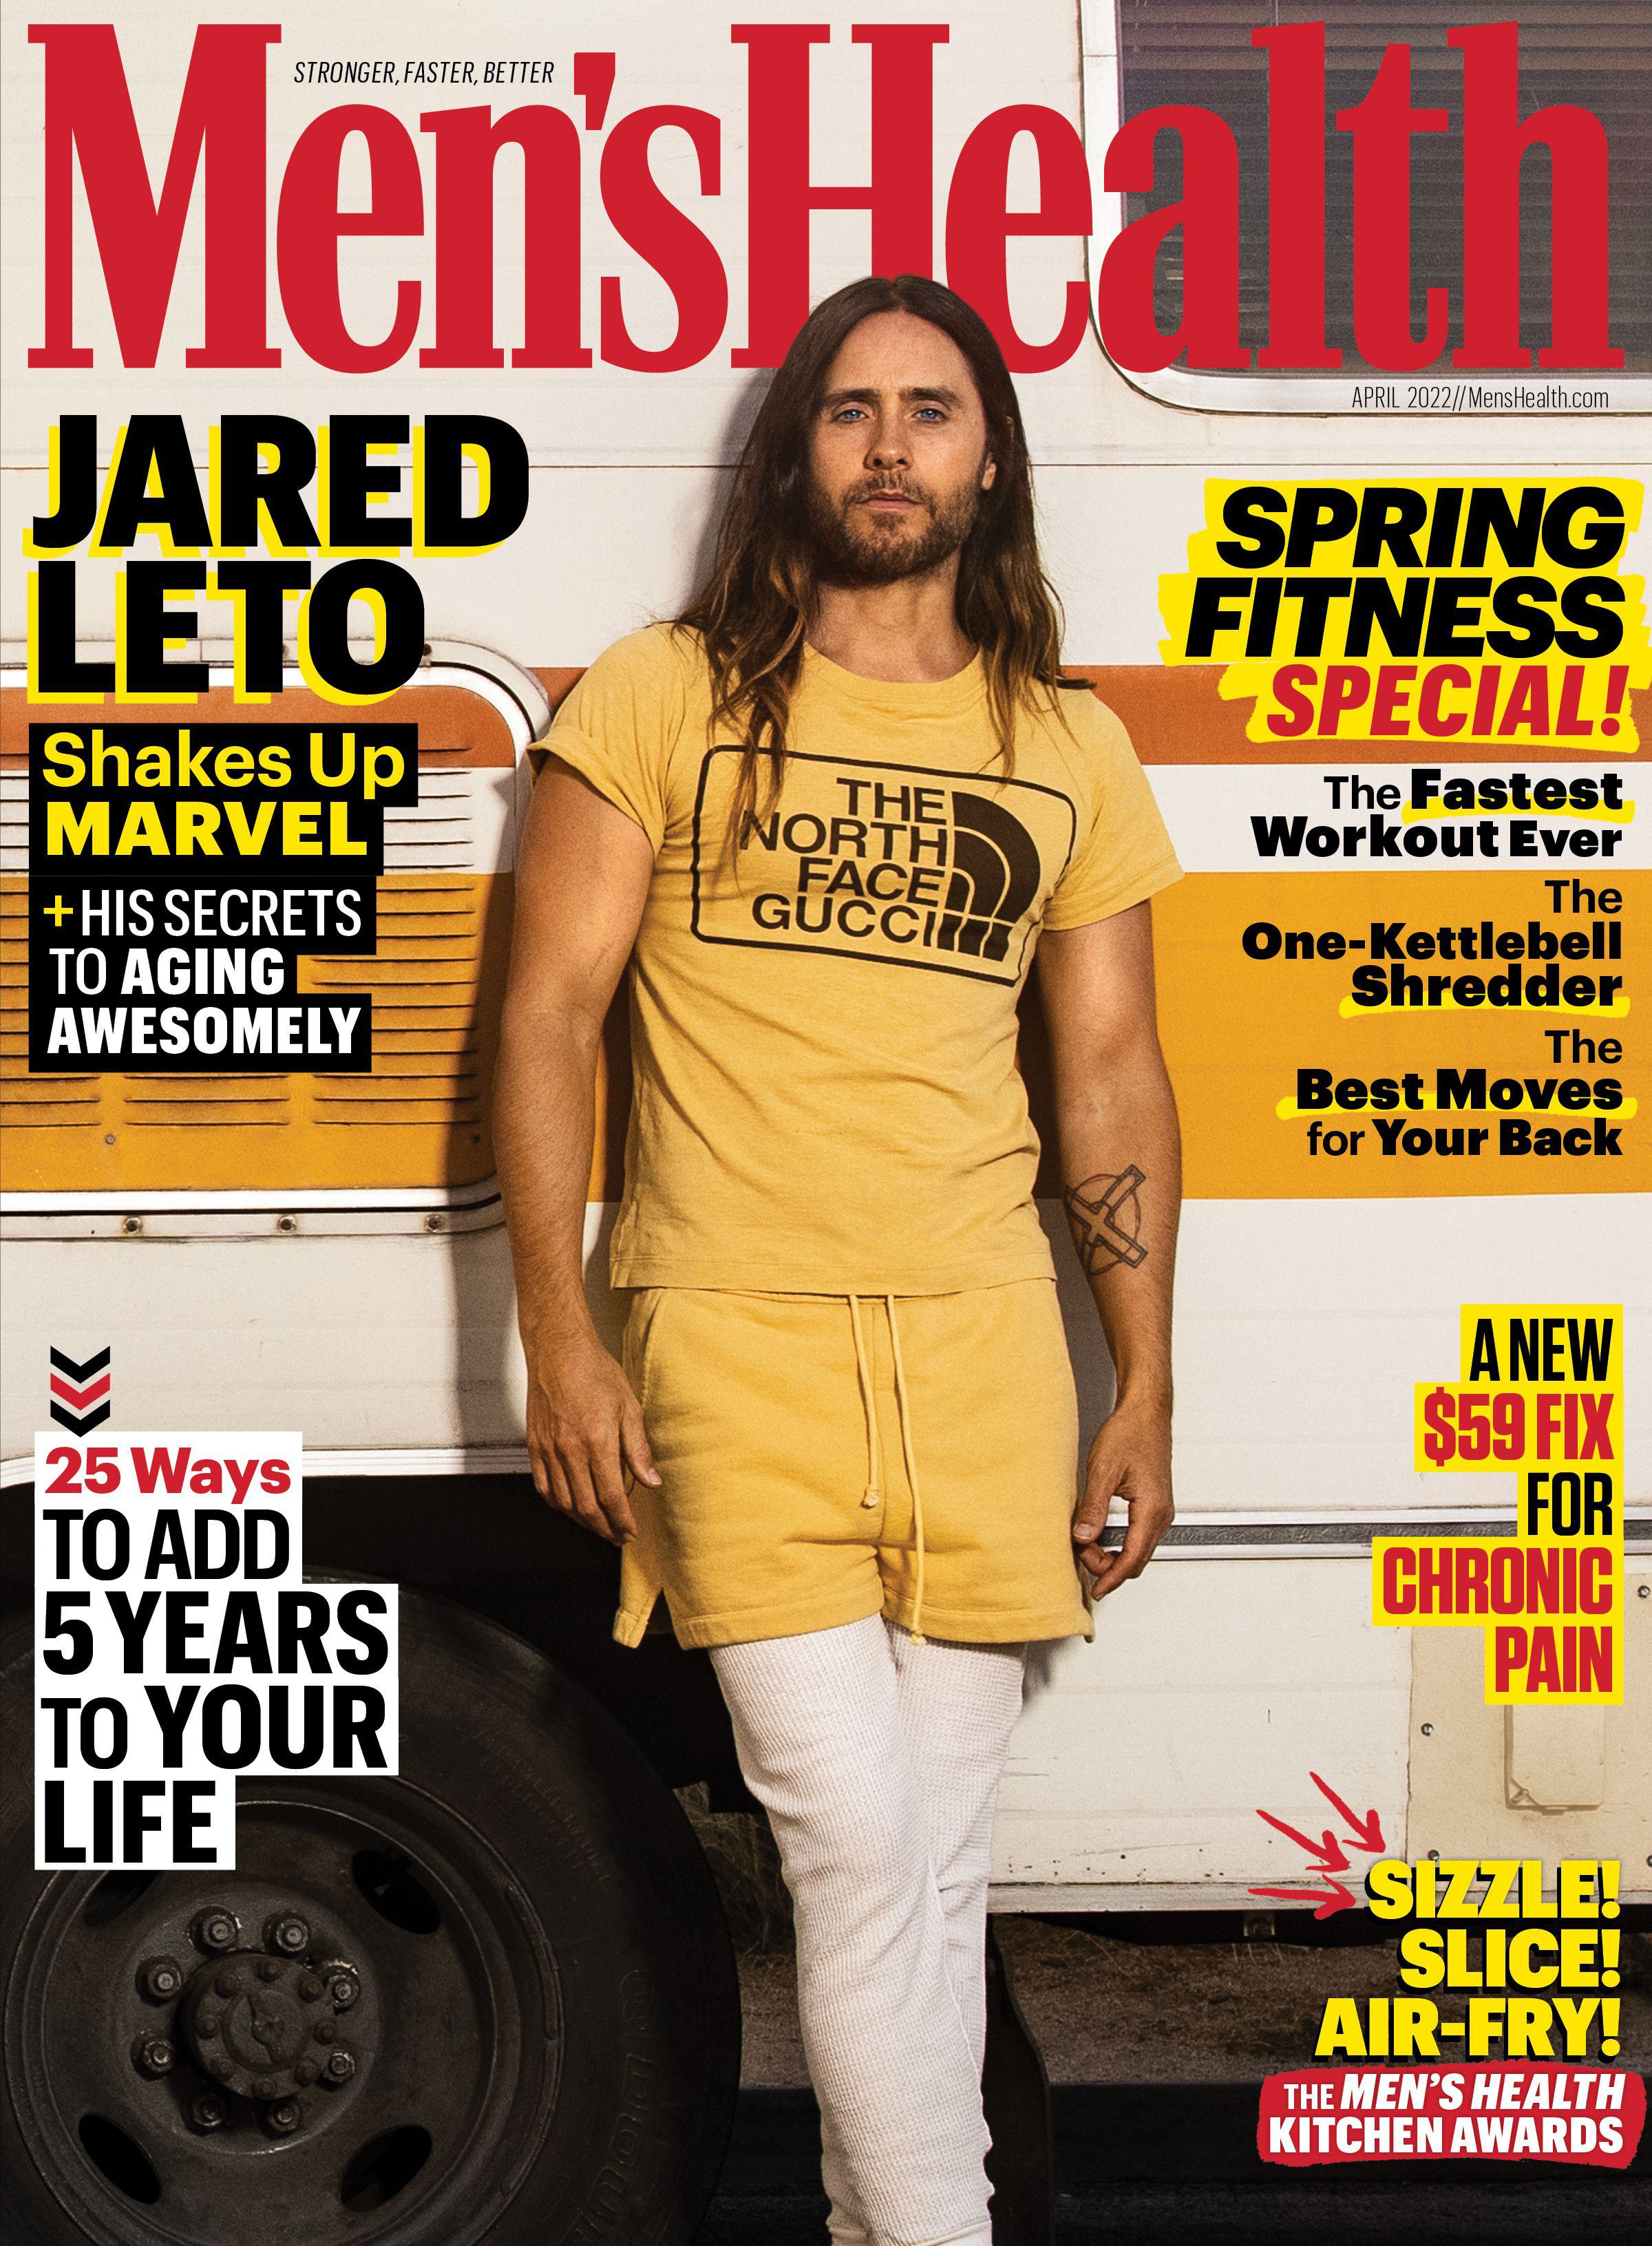 STRONGER, FASTER, BETTER
Men'sHealth
APRIL 2022//MensHealth.com
JARED
LETO
Shakes Up
MARVEL
+HIS SECRETS
TO AGING
AWESOMELY
SPRING
FITNESS
SPECIAL!
The Fastest
Workout Ever
The
One-Kettlebell
Shredder
The
Best Moves
for Your Back
THE
NORTH
FACE
GUCCI
A NEW
$59 FIX
FOR
CHRONIC
PAIN
25 Ways
TO ADD
5 YEARS
TO YOUR
LIFE
SIZZLE!
SLICE!
AIR-FRY!
THE MEN'S HEALTH
KITCHEN AWARDS